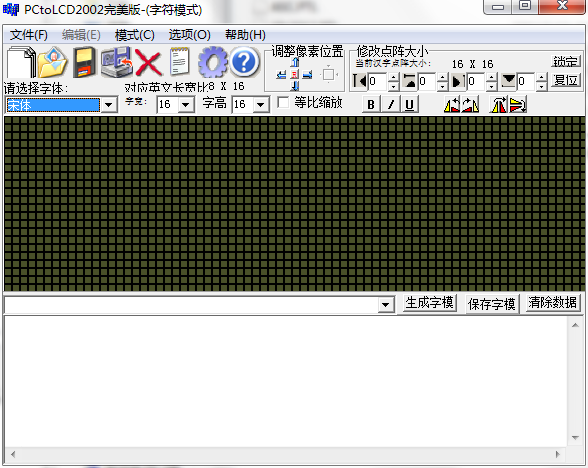 PCtoLCD2002完美版-(字符模式)
文件(F) 编辑(E) 模式(C) 选项(O) 帮助(H)
调整像素位置 修改点阵大小
当前汉字点阵大小: 16 X 16 锁定
0 0 0 0 复位
请选择字体: 对应英文长宽比8 X 16
宋体 字宽: 16 字高 16 等比缩放 B I U
生成字模 保存字模 清除数据